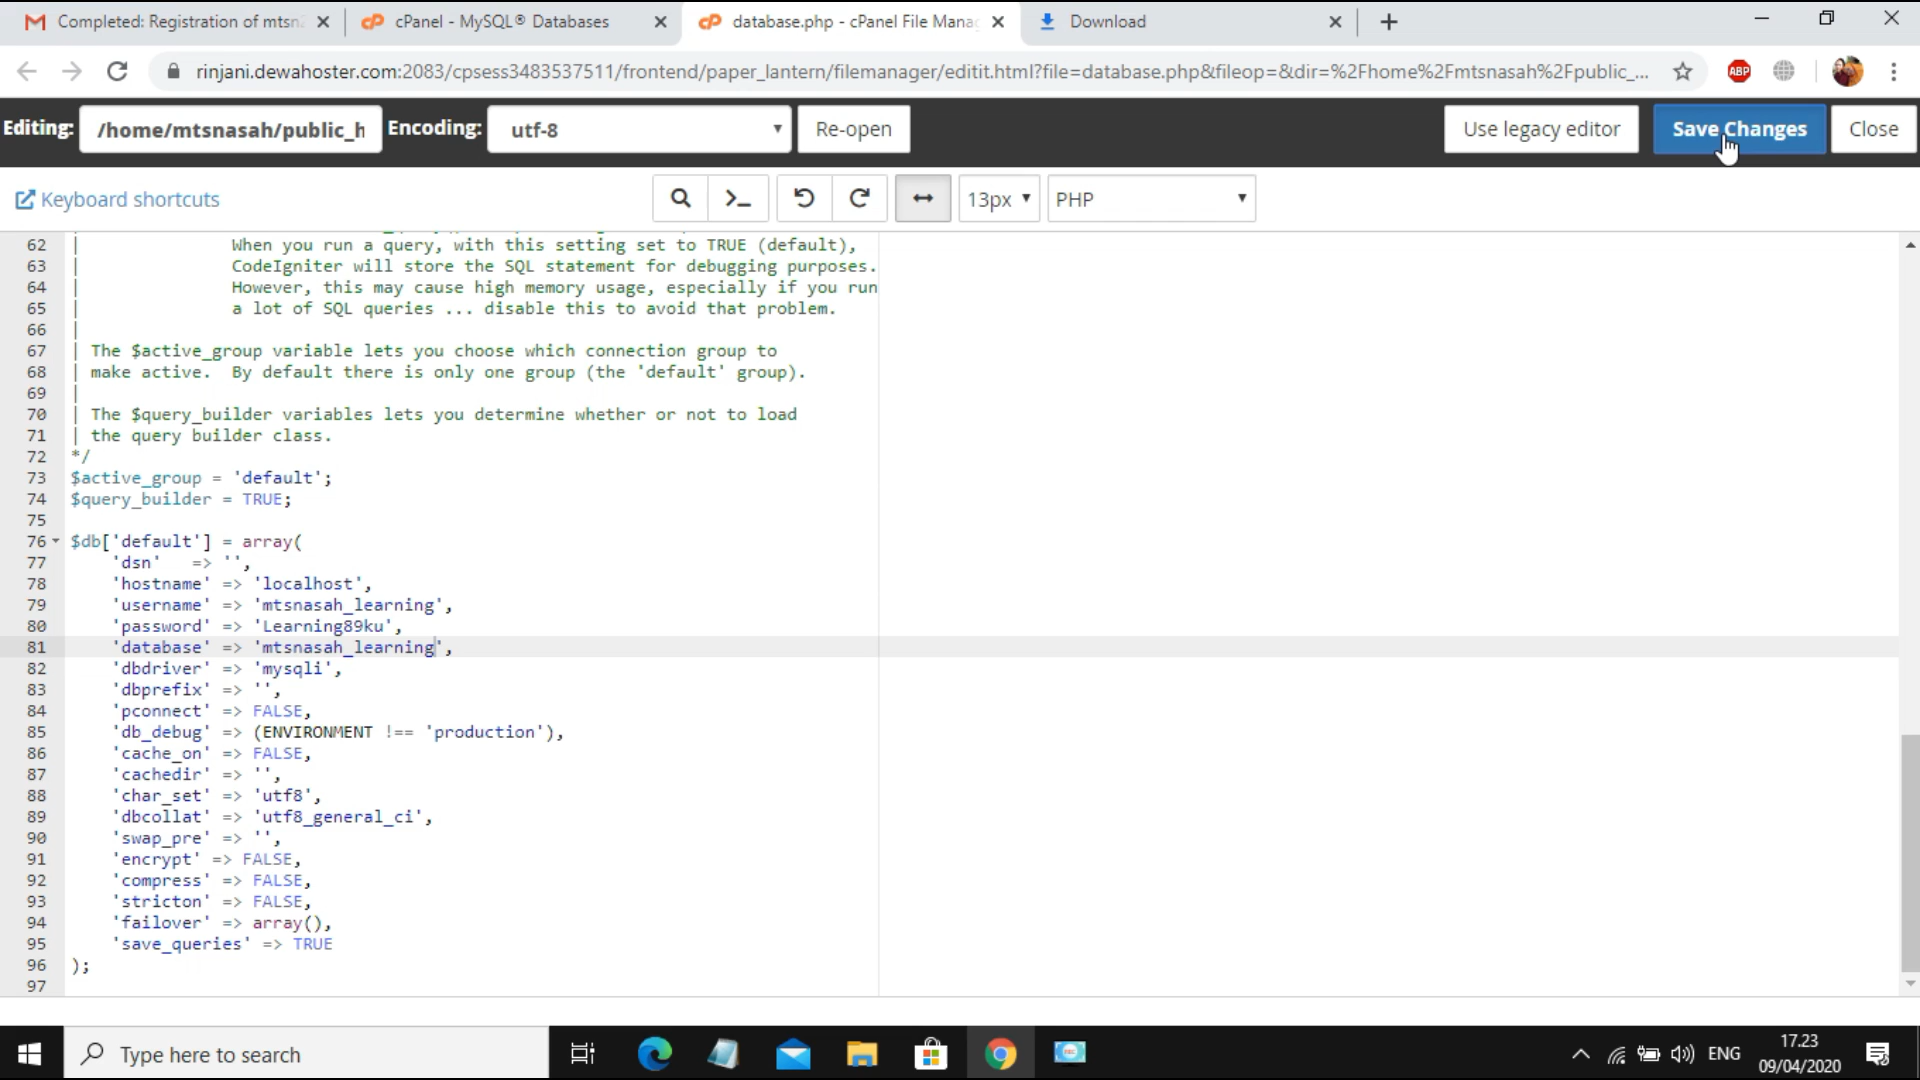 Completed: Registration of mtsn
cPanel - MySQL® Databases
database.php - cPanel File Mana
Download
rinjani.dewahoster.com:2083/cpsess3483537511/frontend/paper_lantern/filemanager/editit.html?file=database.php&fileop=&dir=%2Fhome%2Fmtsnasah%2Fpublic_...
ABP
Editing: /home/mtsnasah/public_h Encoding: utf-8 Re-open Use legacy editor Save Changes Close
Keyboard shortcuts 13px PHP
62 | When you run a query, with this setting set to TRUE (default),
63 | CodeIgniter will store the SQL statement for debugging purposes.
64 | However, this may cause high memory usage, especially if you run
65 | a lot of SQL queries ... disable this to avoid that problem.
66 |
67 | The $active_group variable lets you choose which connection group to
68 | make active.  By default there is only one group (the 'default' group).
69 |
70 | The $query_builder variables lets you determine whether or not to load
71 | the query builder class.
72 */
73 $active_group = 'default';
74 $query_builder = TRUE;
75
76 $db['default'] = array(
77 'dsn'   => '',
78 'hostname' => 'localhost',
79 'username' => 'mtsnasah_learning',
80 'password' => 'Learning89ku',
81 'database' => 'mtsnasah_learning',
82 'dbdriver' => 'mysqli',
83 'dbprefix' => '',
84 'pconnect' => FALSE,
85 'db_debug' => (ENVIRONMENT !== 'production'),
86 'cache_on' => FALSE,
87 'cachedir' => '',
88 'char_set' => 'utf8',
89 'dbcollat' => 'utf8_general_ci',
90 'swap_pre' => '',
91 'encrypt' => FALSE,
92 'compress' => FALSE,
93 'stricton' => FALSE,
94 'failover' => array(),
95 'save_queries' => TRUE
96 );
97
Type here to search
ENG
17.23
09/04/2020